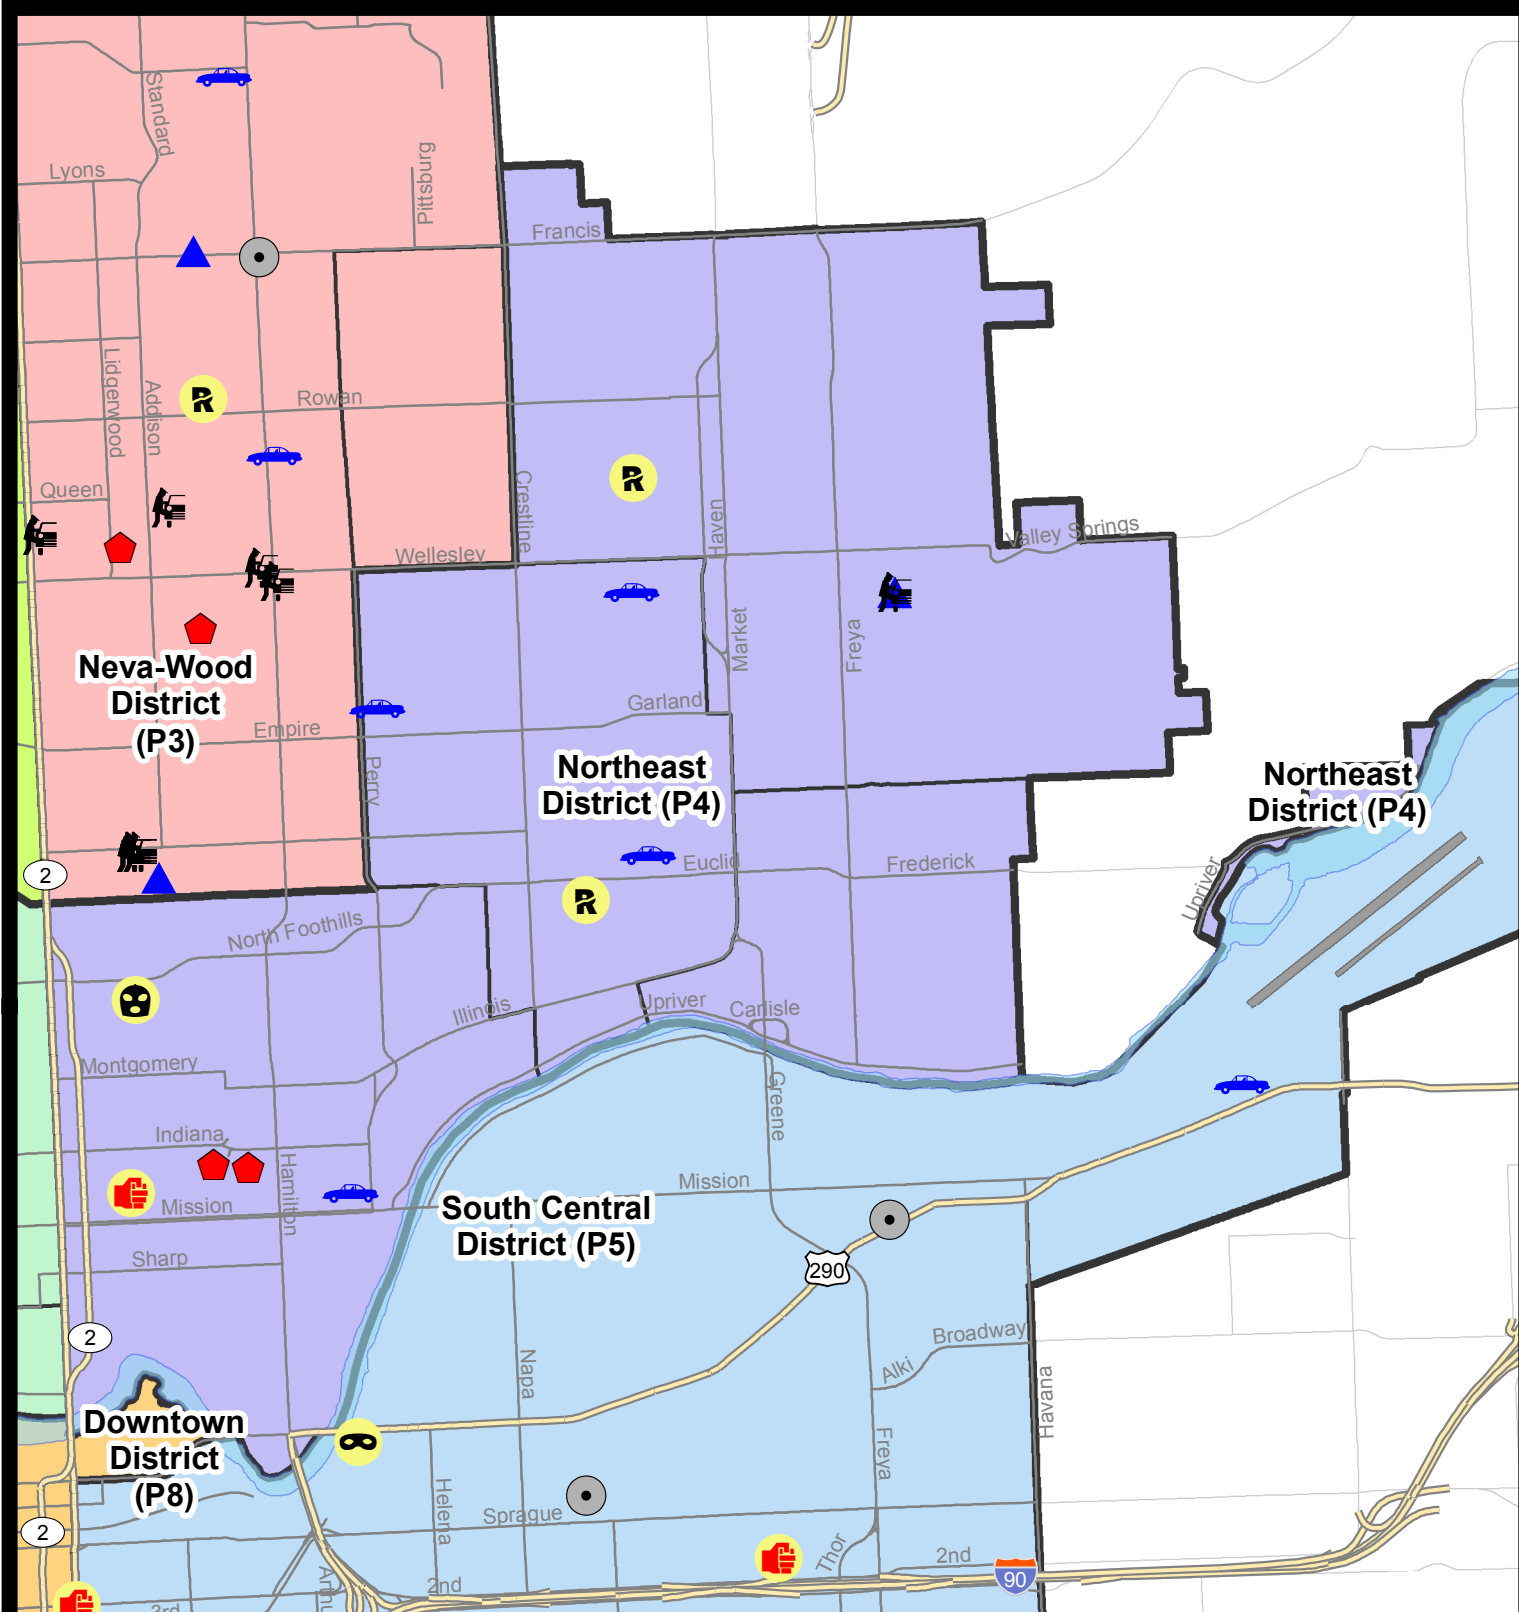 Standard
Lyons
Pittsburg
Francis
Lidgerwood
Addison
R
Rowan
Queen
Crestline
R
Haven
Valley Springs
Wellesley
Market
Freya
Neva-Wood
District
(P3)
Garland
Empire
Perry
Northeast
District (P4)
Northeast
District (P4)
Euclid
Frederick
2
Upriver
R
North Foothills
Illinois
Upriver
Carlisle
Montgomery
Greene
Indiana
Hamilton
Mission
Mission
South Central
District (P5)
Sharp
290
2
Broadway
Alki
Napa
Havana
Downtown
District
(P8)
Freya
Helena
Sprague
2
Thor
2nd
90
2nd
3rd